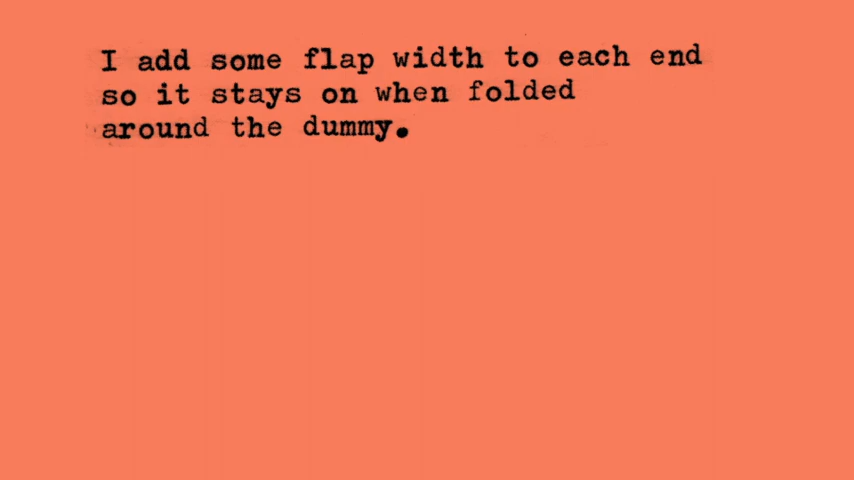 I add some flap width to each end
so it stays on when folded
around the dummy.